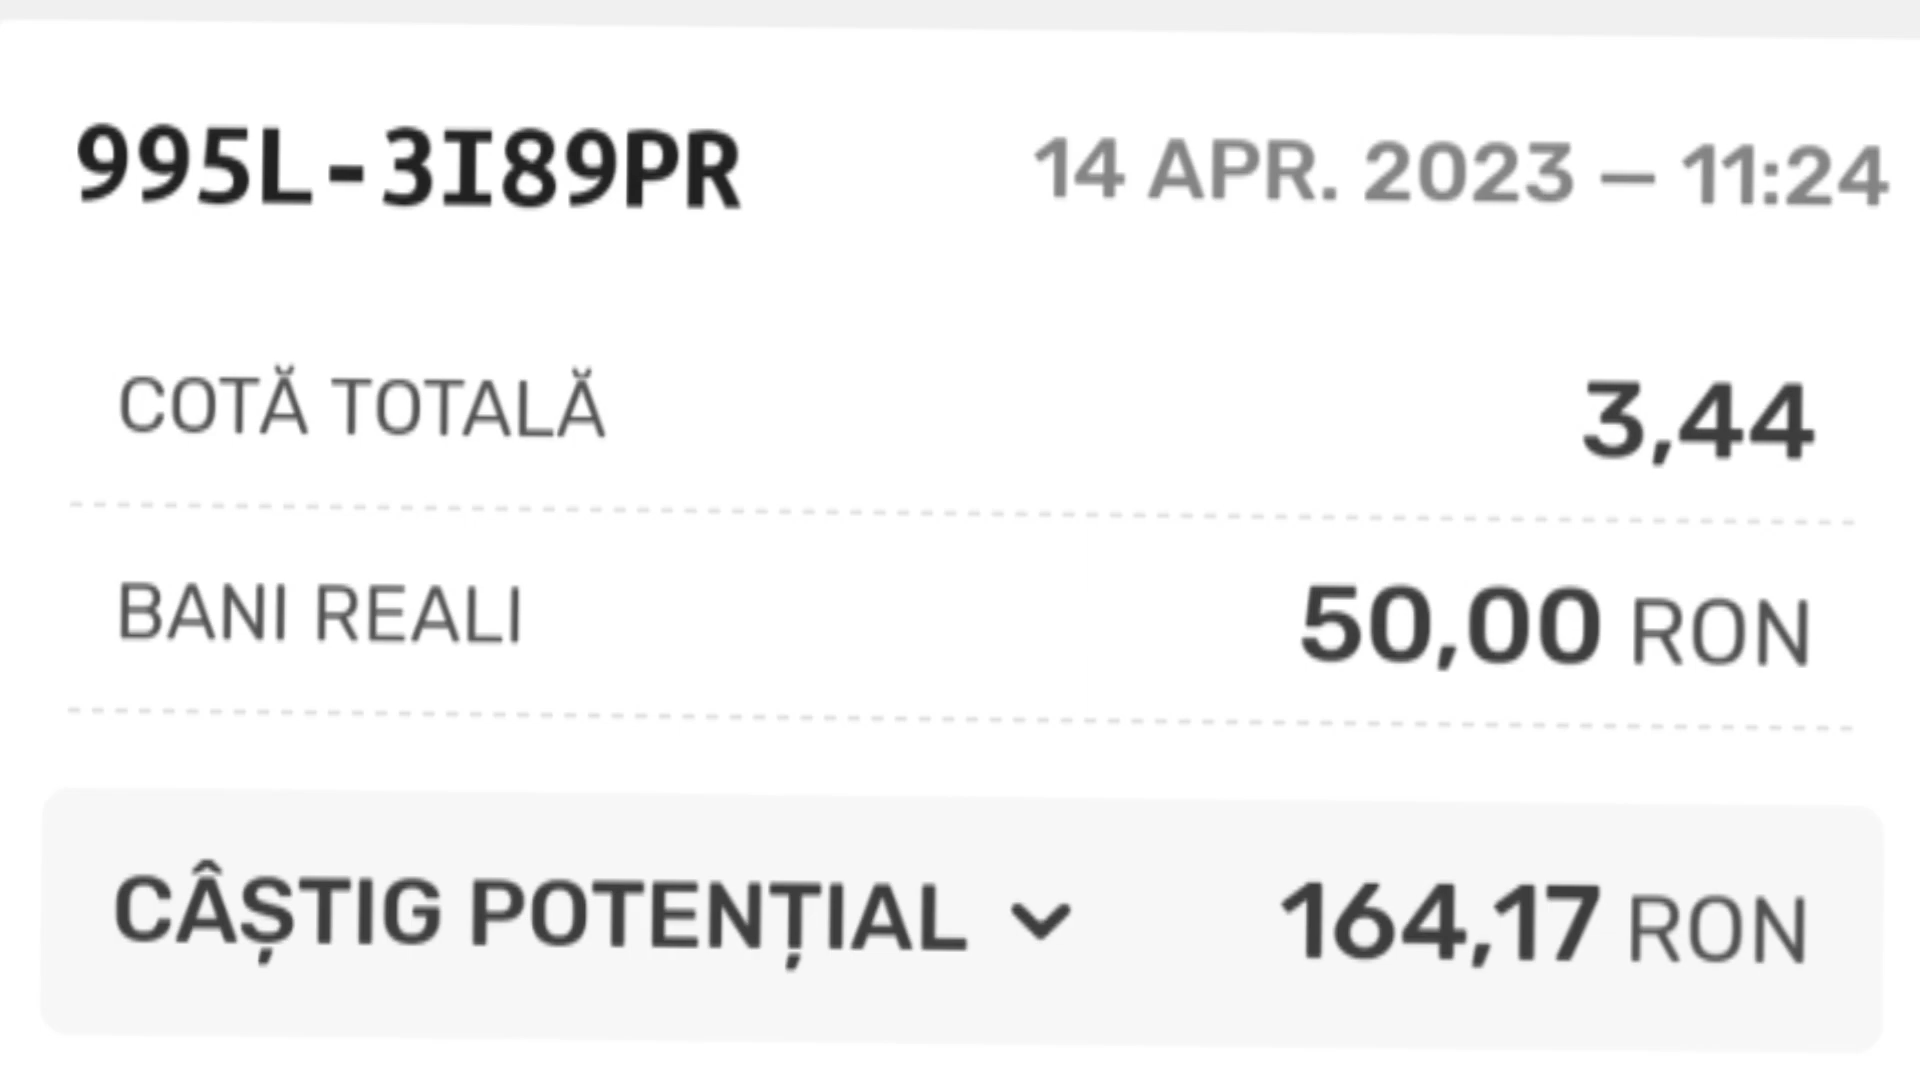 995L-3I89PR 14 APR. 2023 – 11:24
COTĂ TOTALĂ 3,44
BANI REALI 50,00 RON
CÂȘTIG POTENȚIAL 164,17 RON